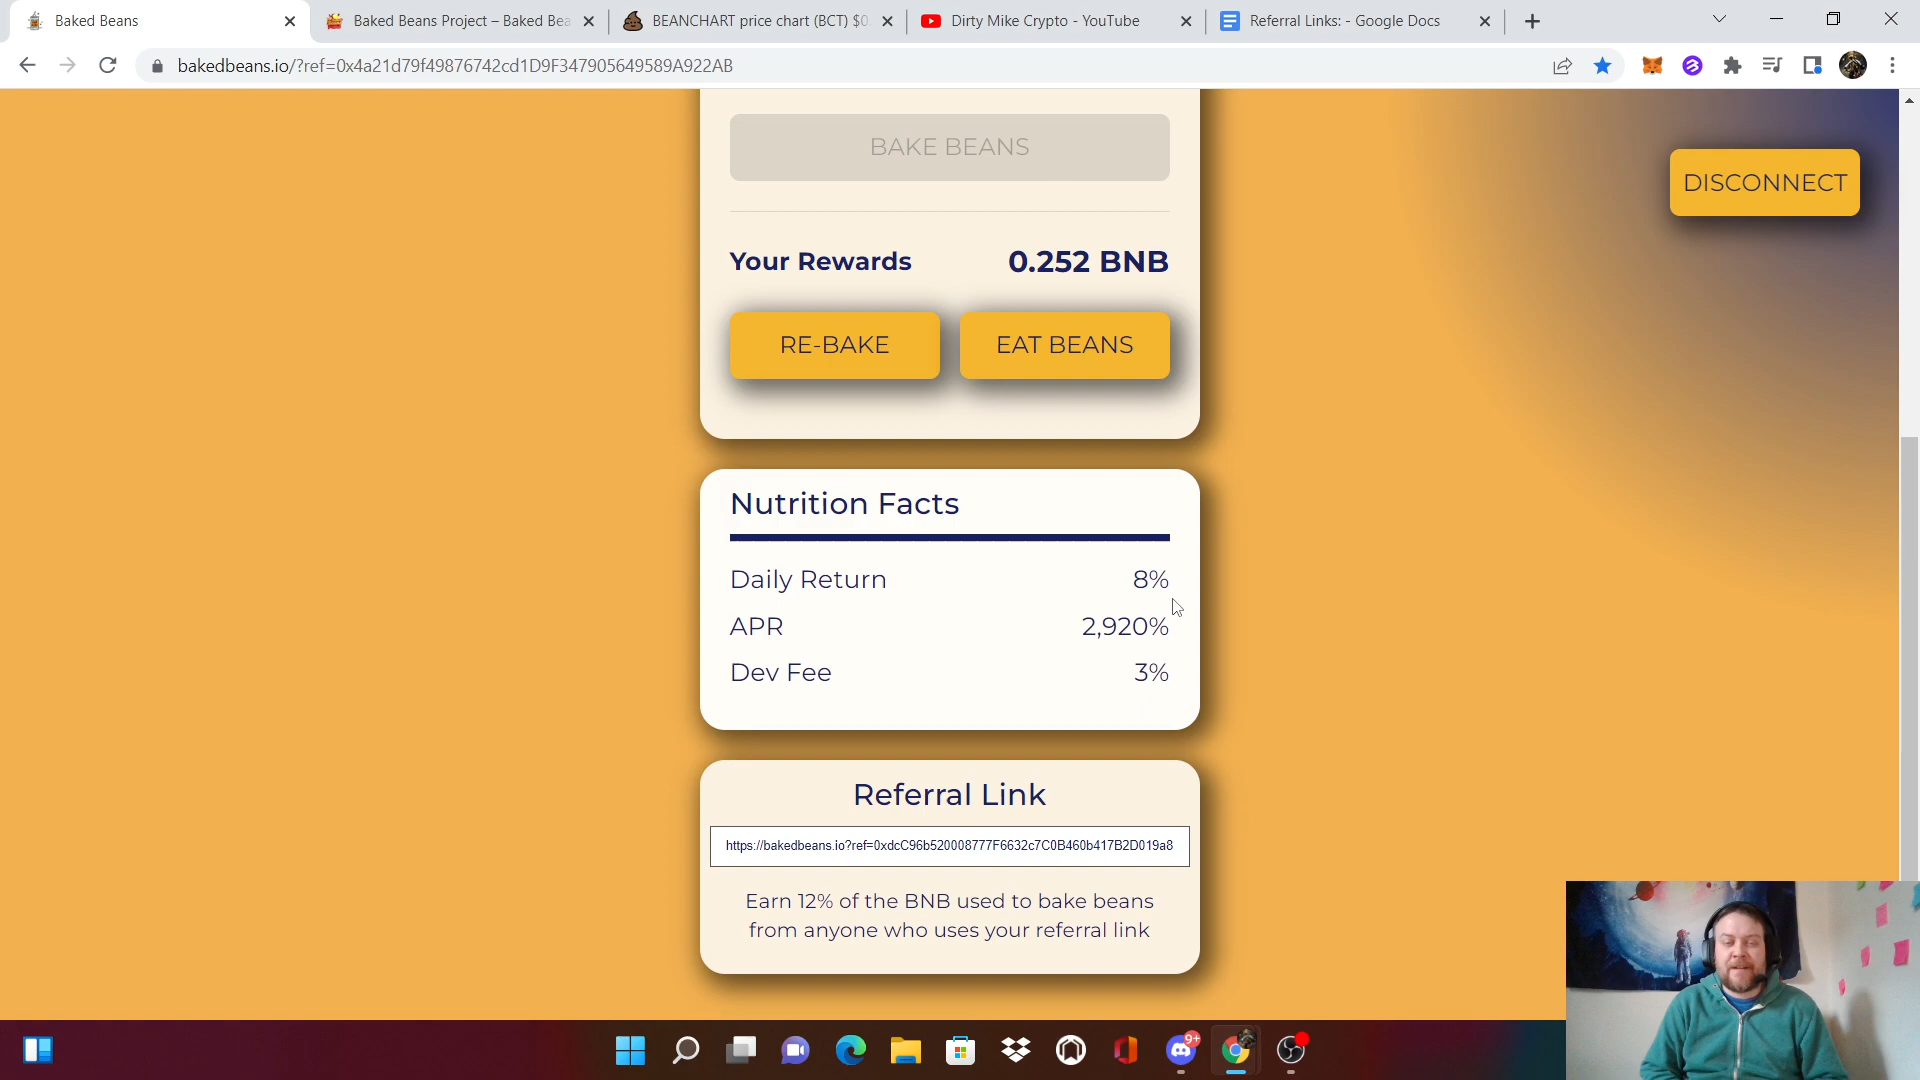 Baked Beans
Baked Beans Project – Baked Bea
BEANCHART price chart (BCT) $0
Dirty Mike Crypto - YouTube
Referral Links: - Google Docs
bakedbeans.io/?ref=0x4a21d79f49876742cd1D9F347905649589A922AB
DISCONNECT
BAKE BEANS
Your Rewards 0.252 BNB
RE-BAKE EAT BEANS
Nutrition Facts
Daily Return 8%
APR 2,920%
Dev Fee 3%
Referral Link
https://bakedbeans.io?ref=0xdcC96b520008777F6632c7C0B460b417B2D019a8
Earn 12% of the BNB used to bake beans
from anyone who uses your referral link
9+